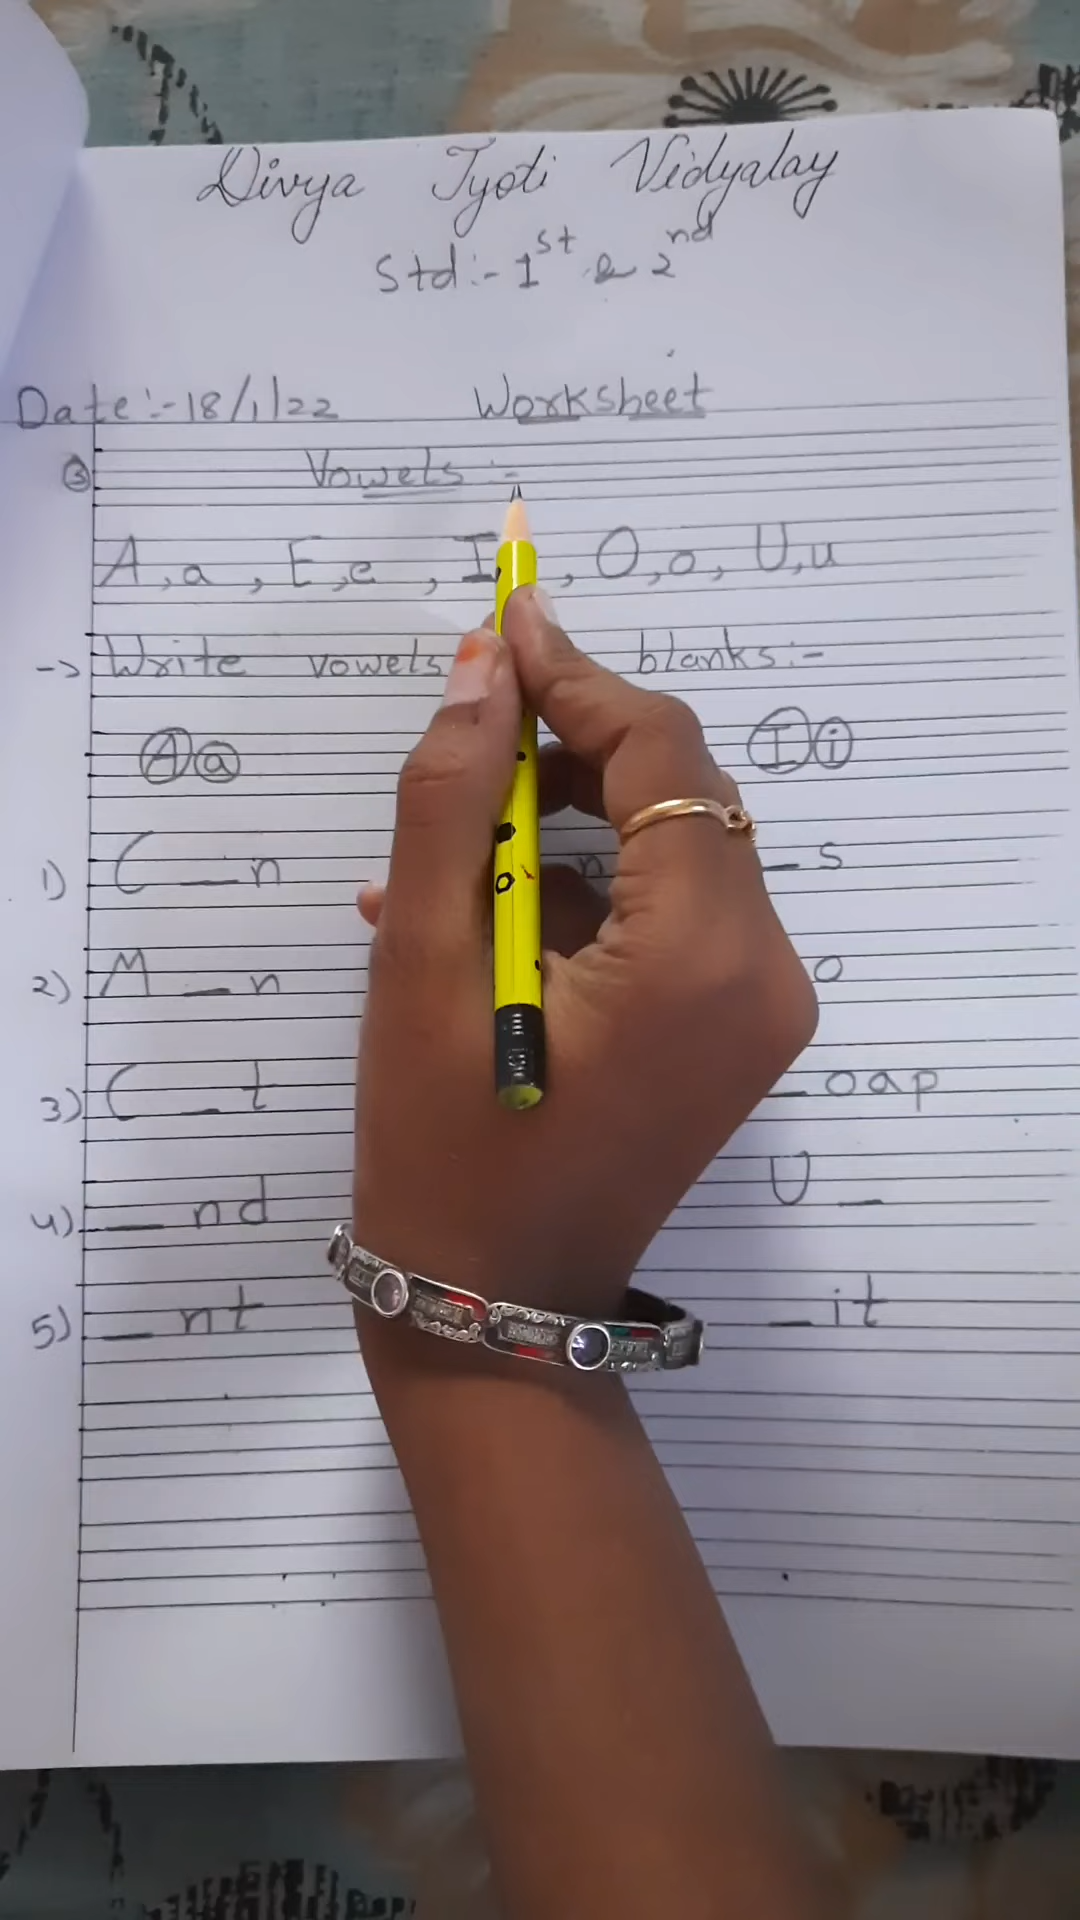 Divya Jyoti Vidyalay
Std:- 1st & 2nd
Date:- 18/1/22 Worksheet
③ Vowels :-
A,a , E,e , I , O,o, U,u
-> Write vowels blanks:-
Ⓐⓐ Ⓘⓘ
1) C _ n n _ s
2) M _ n o
3) C _ t _ oap
4) _ nd U _
5) _ nt _ it